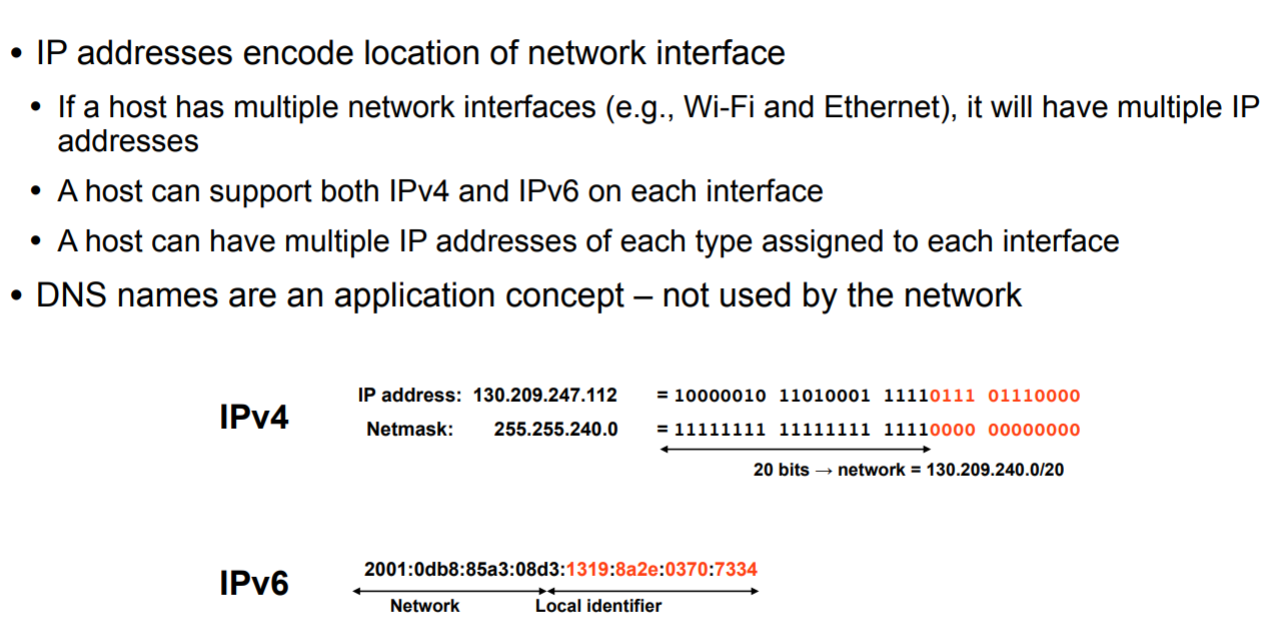 • IP addresses encode location of network interface
• If a host has multiple network interfaces (e.g., Wi-Fi and Ethernet), it will have multiple IP
addresses
• A host can support both IPv4 and IPv6 on each interface
• A host can have multiple IP addresses of each type assigned to each interface
• DNS names are an application concept – not used by the network
IPv4
IP address: 130.209.247.112 = 10000010 11010001 11110111 01110000
Netmask: 255.255.240.0 = 11111111 11111111 11110000 00000000
20 bits → network = 130.209.240.0/20
IPv6
2001:0db8:85a3:08d3:1319:8a2e:0370:7334
Network Local identifier